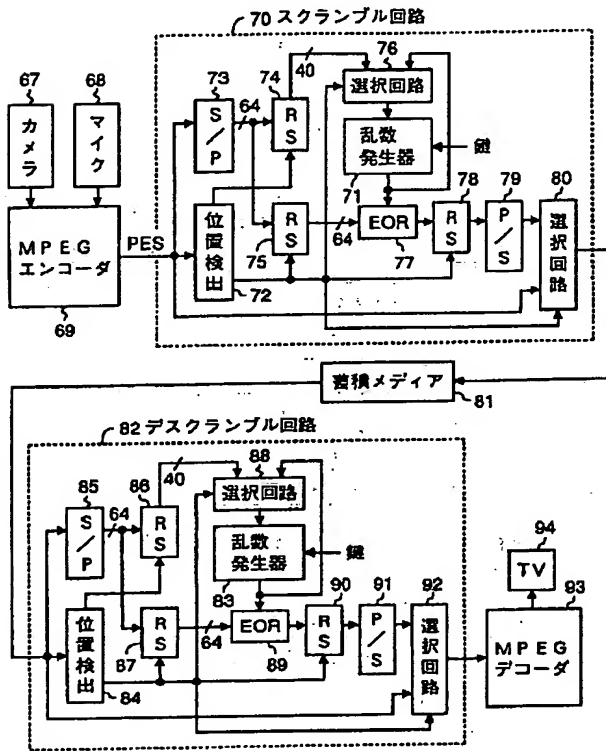 70 スクランブル回路
67
カメラ
68
マイク
MPEG
エンコーダ
69
PES
73
S/P
64
74
RS
40
76
選択回路
乱数
発生器
71
鍵
位置検出
72
75
RS
64
EOR
77
78
RS
79
P/S
80
選択回路
蓄積メディア
81
82 デスクランブル回路
85
S/P
64
86
RS
40
88
選択回路
乱数
発生器
83
鍵
位置検出
84
87
RS
64
EOR
89
90
RS
91
P/S
92
選択回路
94
TV
93
MPEG
デコーダ